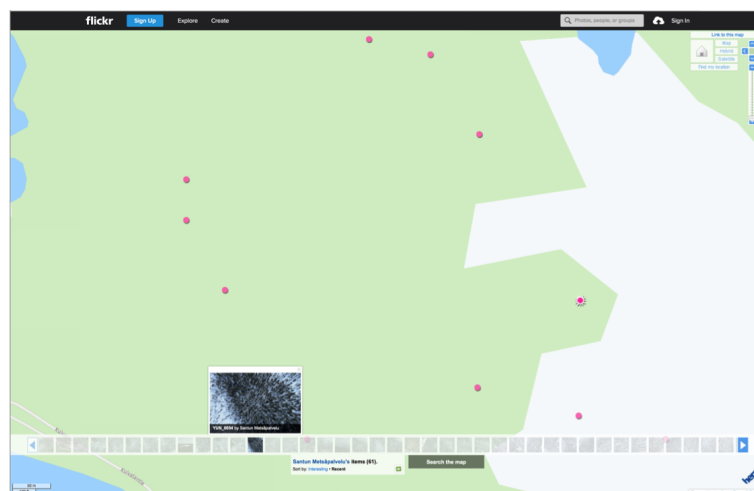 flickr
Sign Up
Explore
Create
Photos, people, or groups
Sign In
Link to this map
Map
Hybrid
Satellite
Find my location
YUN_0694 by Santun Metsäpalvelu
Santun Metsäpalvelu's items (61).
Sort by: Interesting • Recent
Search the map